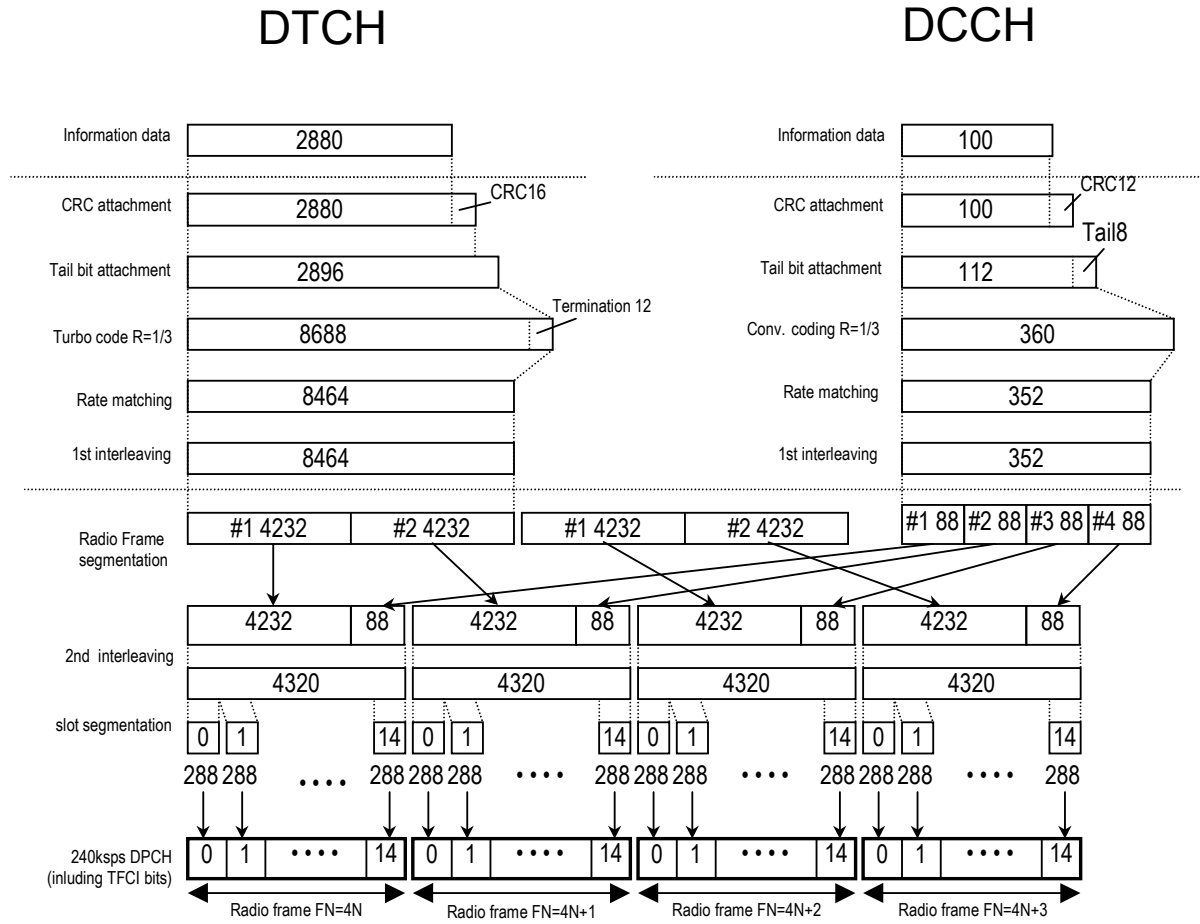 DTCH DCCH
Information data 2880 Information data 100
CRC attachment 2880 CRC16 CRC attachment 100 CRC12
Tail bit attachment 2896 Tail bit attachment 112 Tail8
Turbo code R=1/3 8688 Termination 12 Conv. coding R=1/3 360
Rate matching 8464 Rate matching 352
1st interleaving 8464 1st interleaving 352
Radio Frame
segmentation
#1 4232 #2 4232 #1 4232 #2 4232 #1 88 #2 88 #3 88 #4 88
4232 88 4232 88 4232 88 4232 88
2nd interleaving
4320 4320 4320 4320
slot segmentation
0 1 14 0 1 14 0 1 14 0 1 14
288 288 • • • • 288 288 288 • • • • 288 288 288 • • • • 288 288 288 • • • • 288
240ksps DPCH
(inluding TFCI bits)
0 1 • • • • 14 0 1 • • • • 14 0 1 • • • • 14 0 1 • • • • 14
Radio frame FN=4N Radio frame FN=4N+1 Radio frame FN=4N+2 Radio frame FN=4N+3